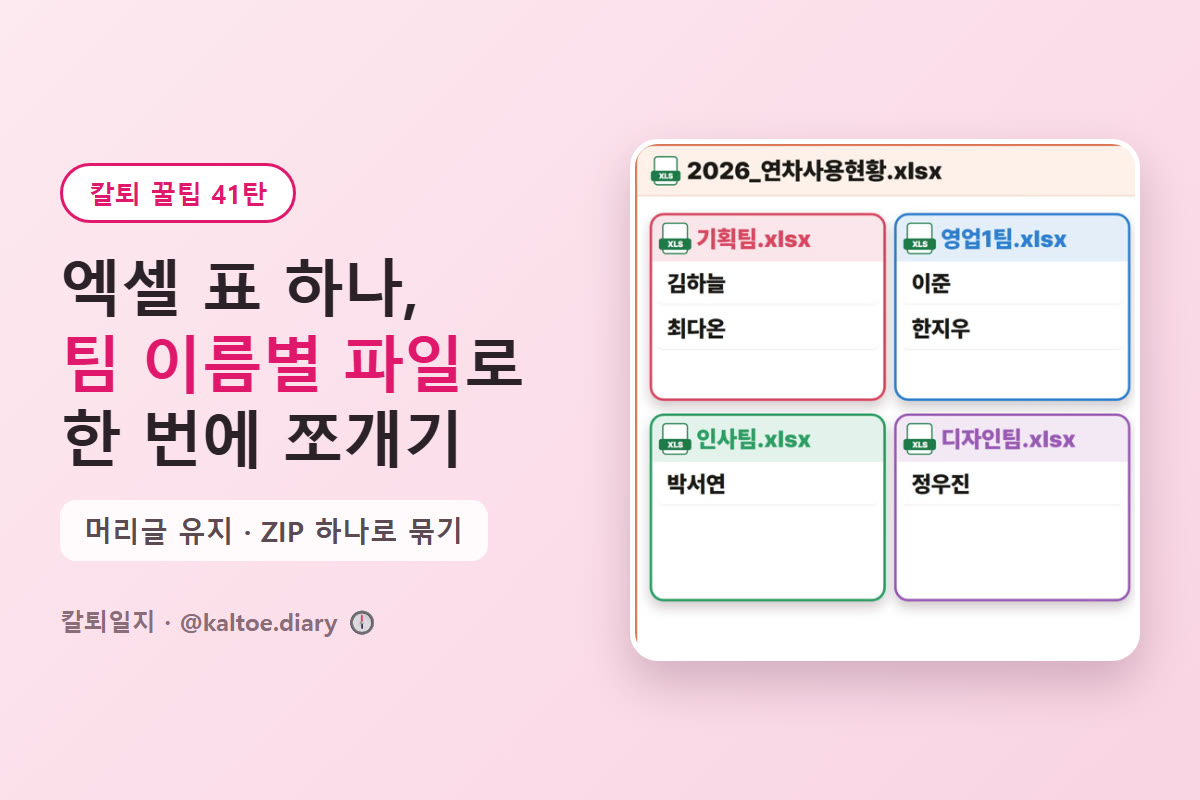 칼퇴 꿀팁 41탄
엑셀 표 하나,
팀 이름별 파일로
한 번에 쪼개기
머리글 유지 · ZIP 하나로 묶기
칼퇴일지 · @kaltoe.diary
XLS 2026_연차사용현황.xlsx
XLS 기획팀.xlsx
김하늘
최다온
XLS 영업1팀.xlsx
이준
한지우
XLS 인사팀.xlsx
박서연
XLS 디자인팀.xlsx
정우진